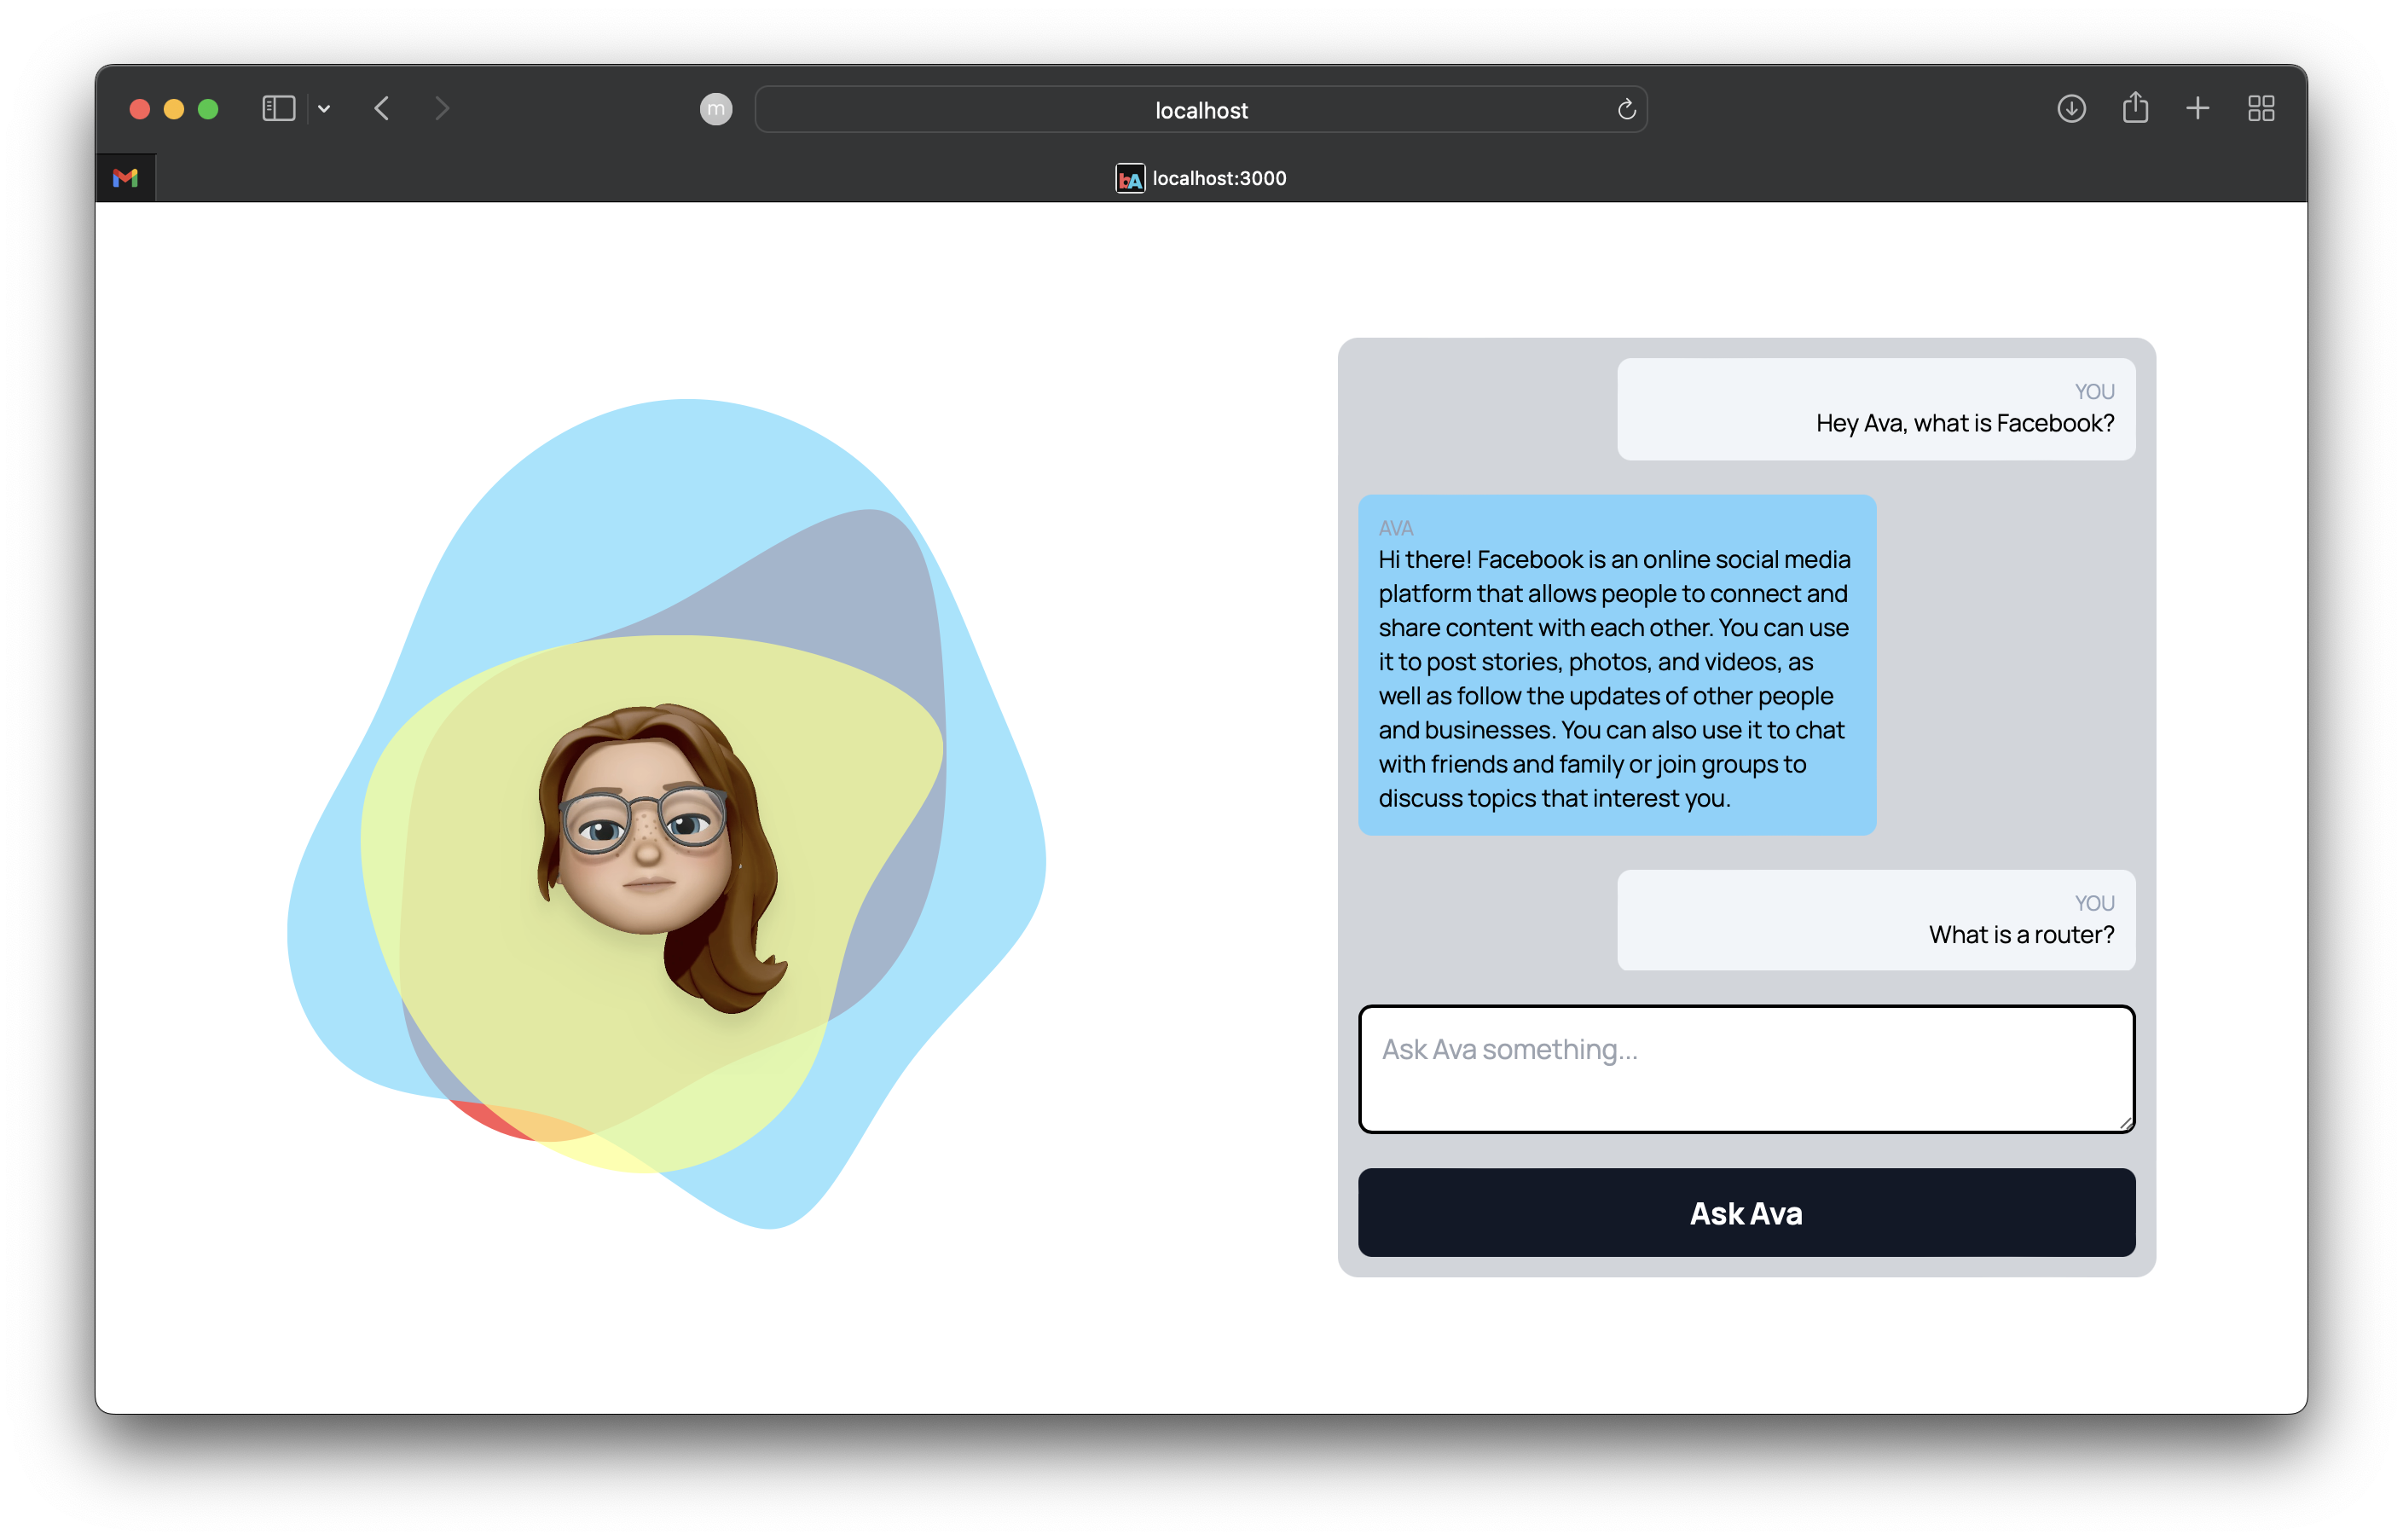 m
localhost
bA localhost:3000
YOU
Hey Ava, what is Facebook?
AVA
Hi there! Facebook is an online social media
platform that allows people to connect and
share content with each other. You can use
it to post stories, photos, and videos, as
well as follow the updates of other people
and businesses. You can also use it to chat
with friends and family or join groups to
discuss topics that interest you.
YOU
What is a router?
Ask Ava something...
Ask Ava